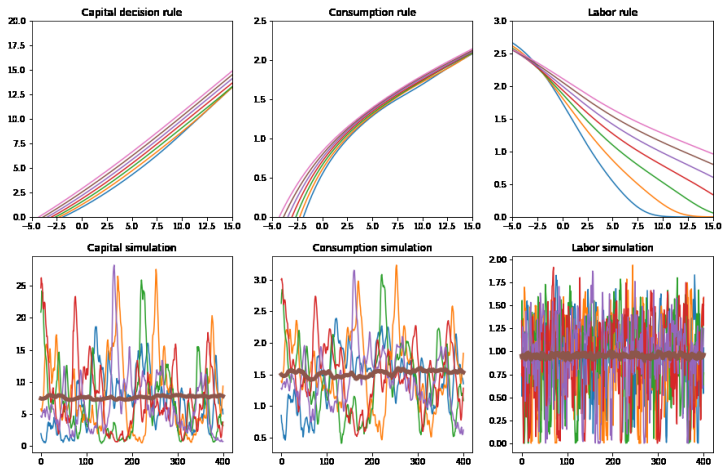 Capital decision rule Consumption rule Labor rule
20.0 2.5 3.0
17.5 2.5
15.0 2.0
12.5 2.0
10.0 1.5 1.5
7.5 1.0 1.0
5.0 0.5
2.5 0.5
0.0 0.0 0.0
−5.0 −2.5 0.0 2.5 5.0 7.5 10.0 12.5 15.0 −5.0 −2.5 0.0 2.5 5.0 7.5 10.0 12.5 15.0 −5.0 −2.5 0.0 2.5 5.0 7.5 10.0 12.5 15.0
Capital simulation Consumption simulation Labor simulation
2.00
25 3.0 1.75
20 2.5 1.50
15 2.0 1.25
1.00
10 1.5 0.75
5 1.0 0.50
0.25
0 0.5 0.00
0 100 200 300 400 0 100 200 300 400 0 100 200 300 400